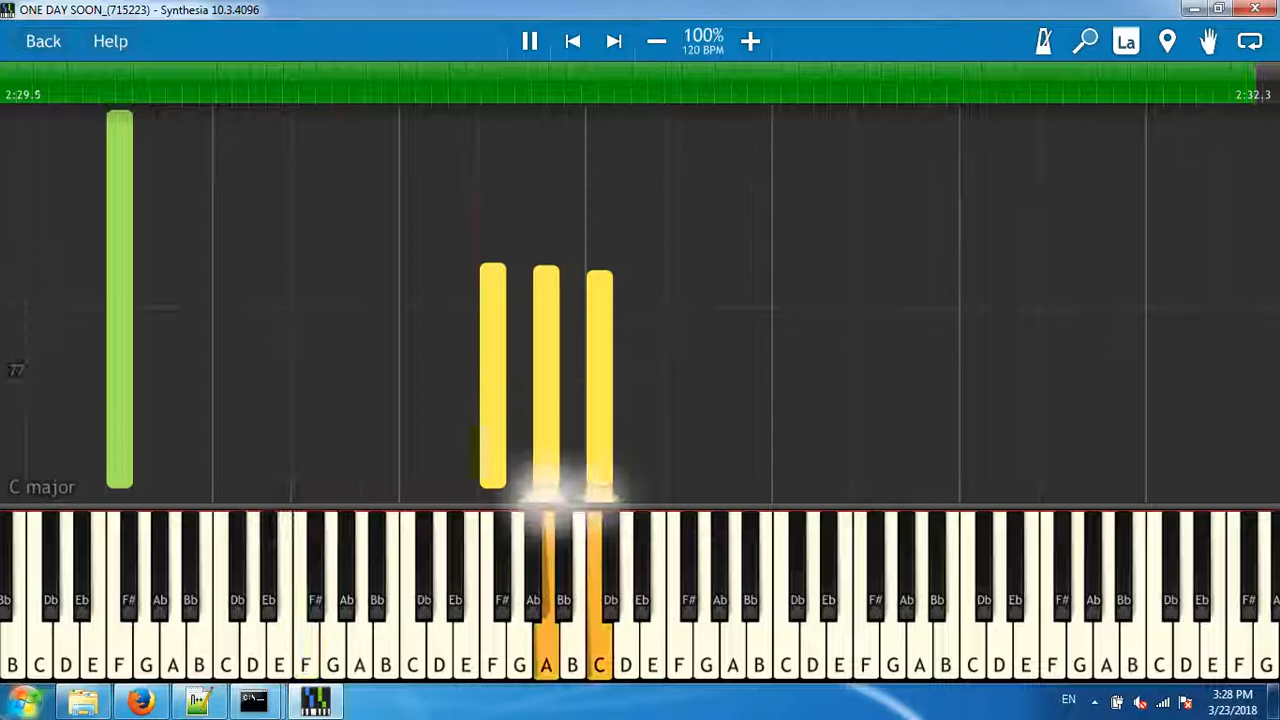 ONE DAY SOON_(715223) - Synthesia 10.3.4096
Back Help 100% La
120 BPM
2:29.5 2:32.3
77
C major
Bb Db Eb F# Ab Bb Db Eb F# Ab Bb Db Eb F# Ab Bb Db Eb F# Ab Bb Db Eb F# Ab Bb Db Eb F# Ab Bb Db Eb F# A
B C D E F G A B C D E F G A B C D E F G A B C D E F G A B C D E F G A B C D E F G A B C D E F G
EN 3:28 PM
3/23/2018